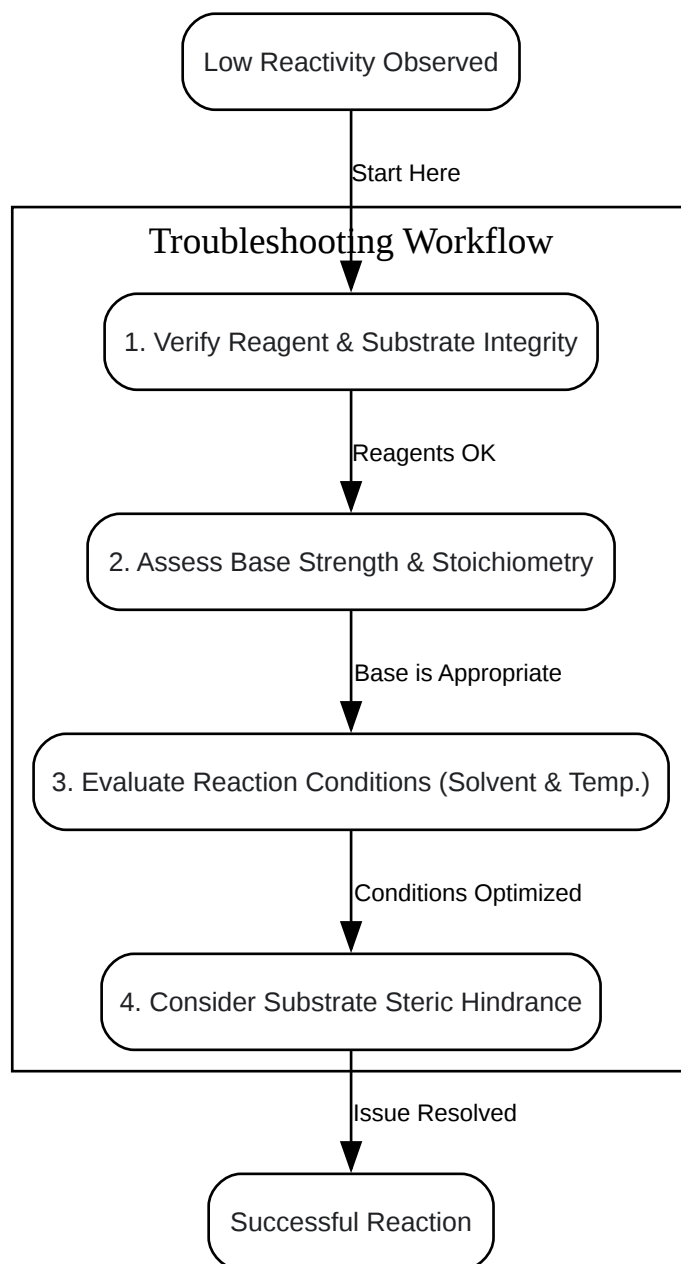 Low Reactivity Observed
Start Here
Troubleshooting Workflow
1. Verify Reagent & Substrate Integrity
Reagents OK
2. Assess Base Strength & Stoichiometry
Base is Appropriate
3. Evaluate Reaction Conditions (Solvent & Temp.)
Conditions Optimized
4. Consider Substrate Steric Hindrance
Issue Resolved
Successful Reaction